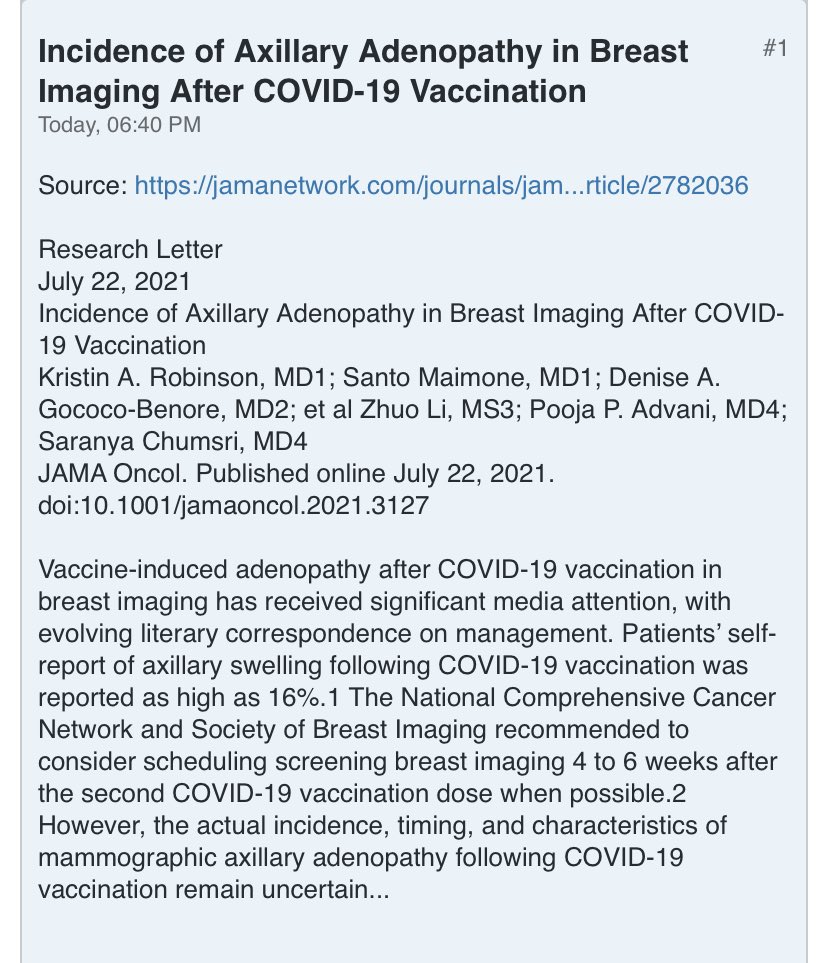 Incidence of Axillary Adenopathy in Breast #1
Imaging After COVID-19 Vaccination
Today, 06:40 PM
Source: https://jamanetwork.com/journals/jam...rticle/2782036
Research Letter
July 22, 2021
Incidence of Axillary Adenopathy in Breast Imaging After COVID-
19 Vaccination
Kristin A. Robinson, MD1; Santo Maimone, MD1; Denise A.
Gococo-Benore, MD2; et al Zhuo Li, MS3; Pooja P. Advani, MD4;
Saranya Chumsri, MD4
JAMA Oncol. Published online July 22, 2021.
doi:10.1001/jamaoncol.2021.3127
Vaccine-induced adenopathy after COVID-19 vaccination in
breast imaging has received significant media attention, with
evolving literary correspondence on management. Patients’ self-
report of axillary swelling following COVID-19 vaccination was
reported as high as 16%.1 The National Comprehensive Cancer
Network and Society of Breast Imaging recommended to
consider scheduling screening breast imaging 4 to 6 weeks after
the second COVID-19 vaccination dose when possible.2
However, the actual incidence, timing, and characteristics of
mammographic axillary adenopathy following COVID-19
vaccination remain uncertain...